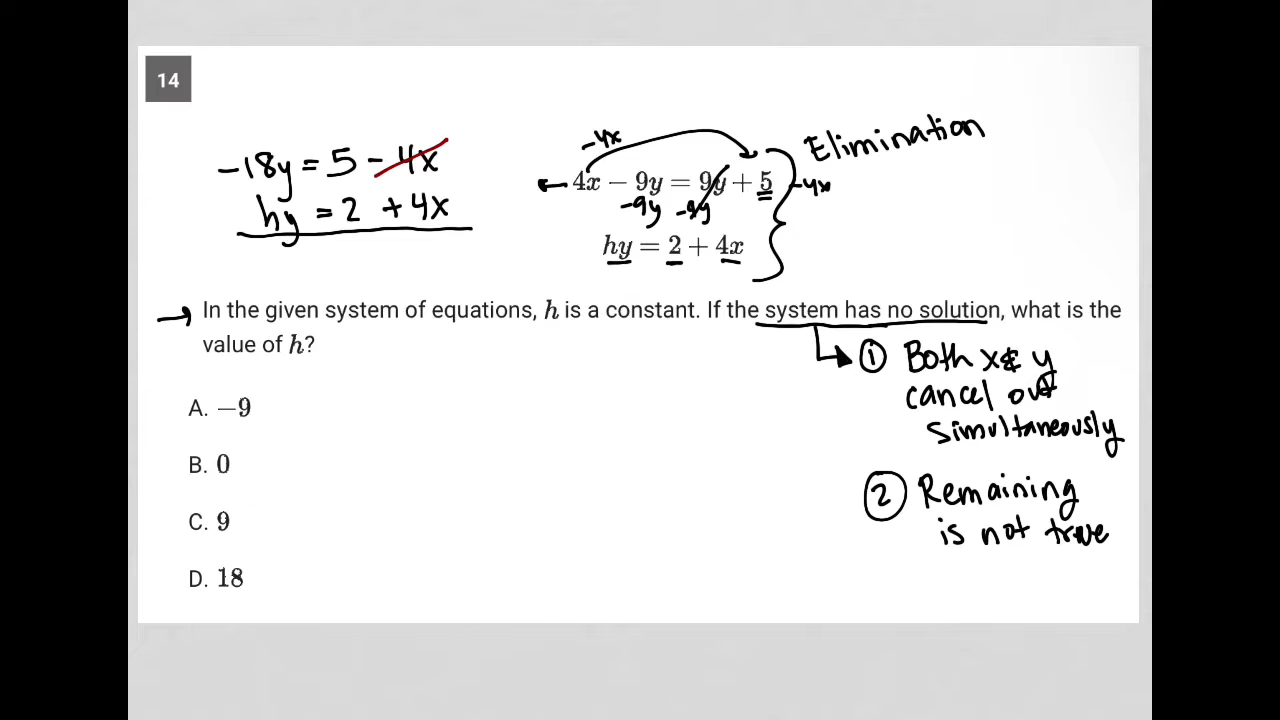 14
-18y = 5 - 4x
hy = 2 + 4x
-4x
Elimination
4x − 9y = 9y + 5 -4x
-9y -9y
hy = 2 + 4x
In the given system of equations, h is a constant. If the system has no solution, what is the
value of h?
① Both x & y
cancel out
simultaneously
A. −9
B. 0
② Remaining
is not true
C. 9
D. 18